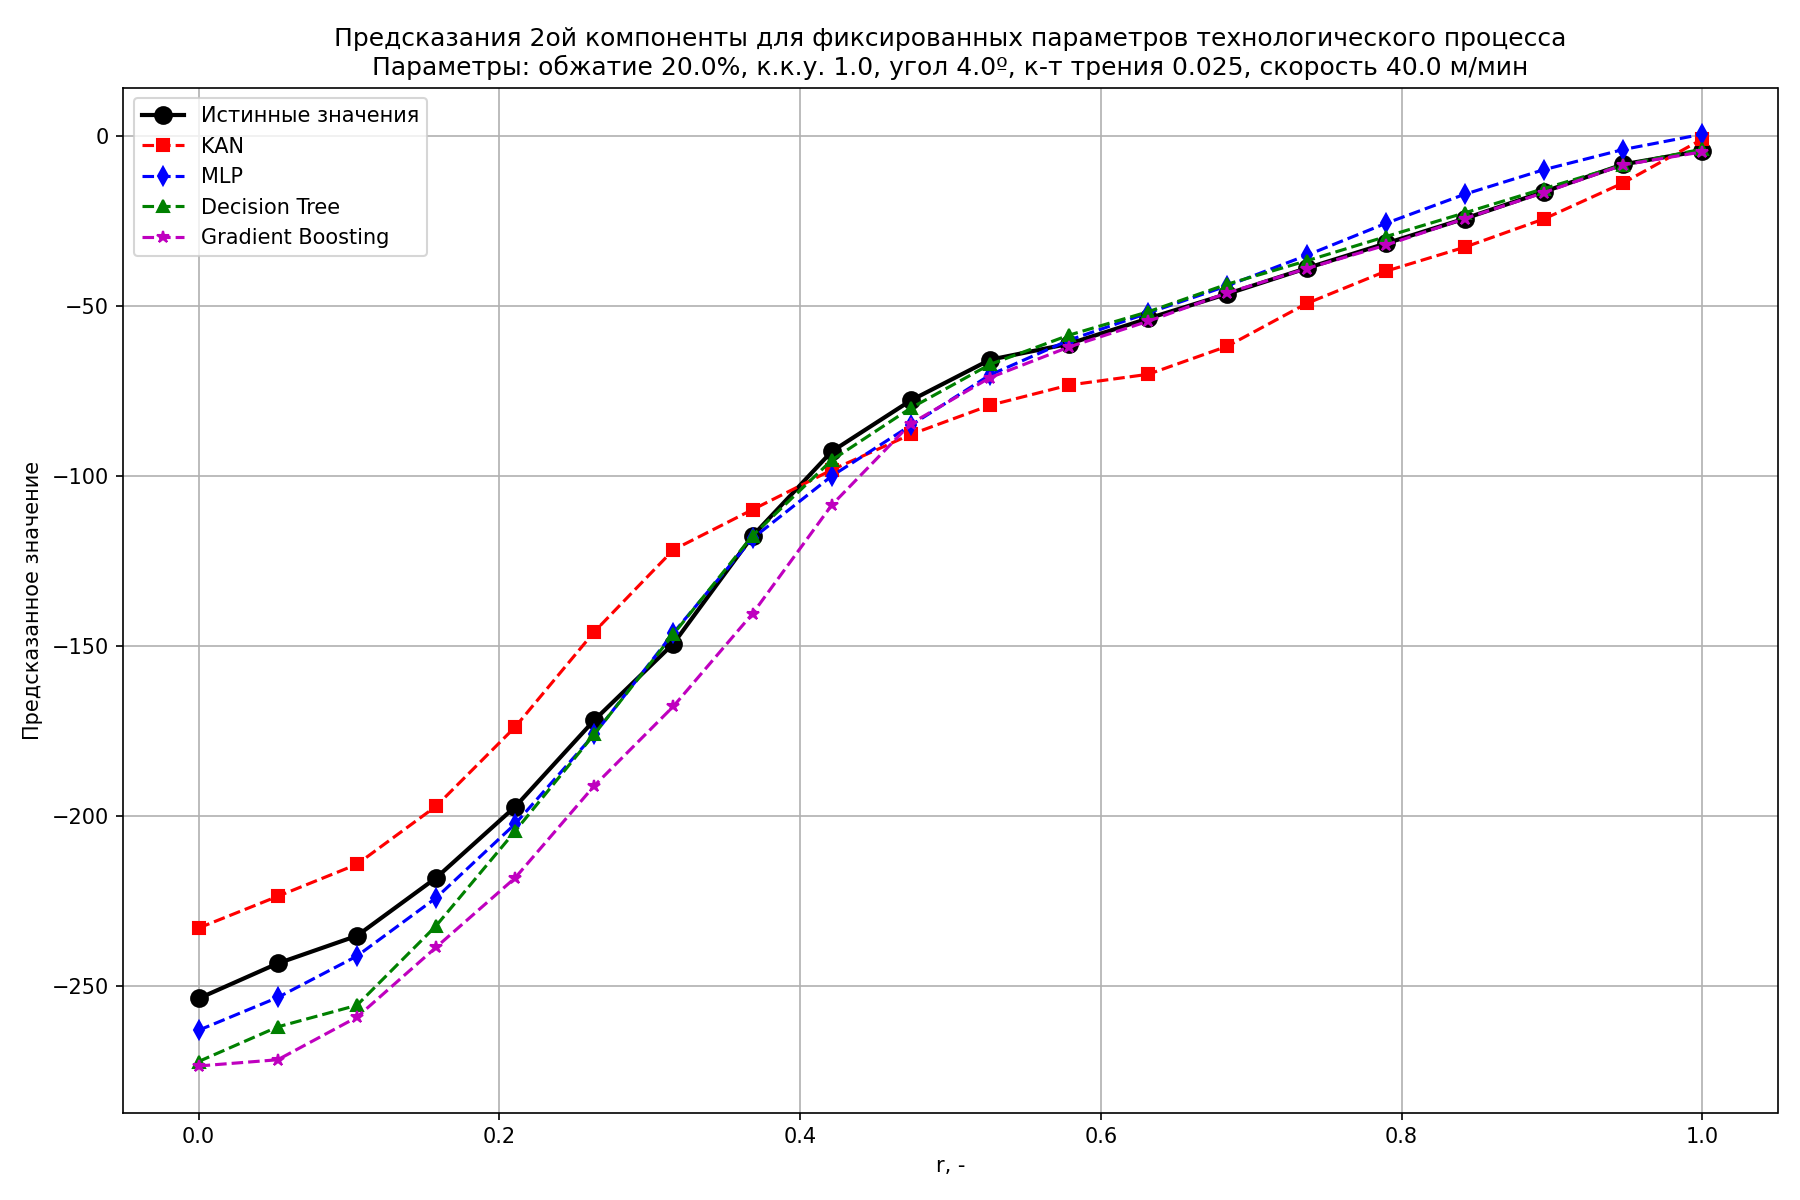 Предсказания 2ой компоненты для фиксированных параметров технологического процесса
Параметры: обжатие 20.0%, к.к.у. 1.0, угол 4.0º, к-т трения 0.025, скорость 40.0 м/мин
Истинные значения
KAN
MLP
Decision Tree
Gradient Boosting
Предсказанное значение
0
−50
−100
−150
−200
−250
0.0 0.2 0.4 0.6 0.8 1.0
r, -